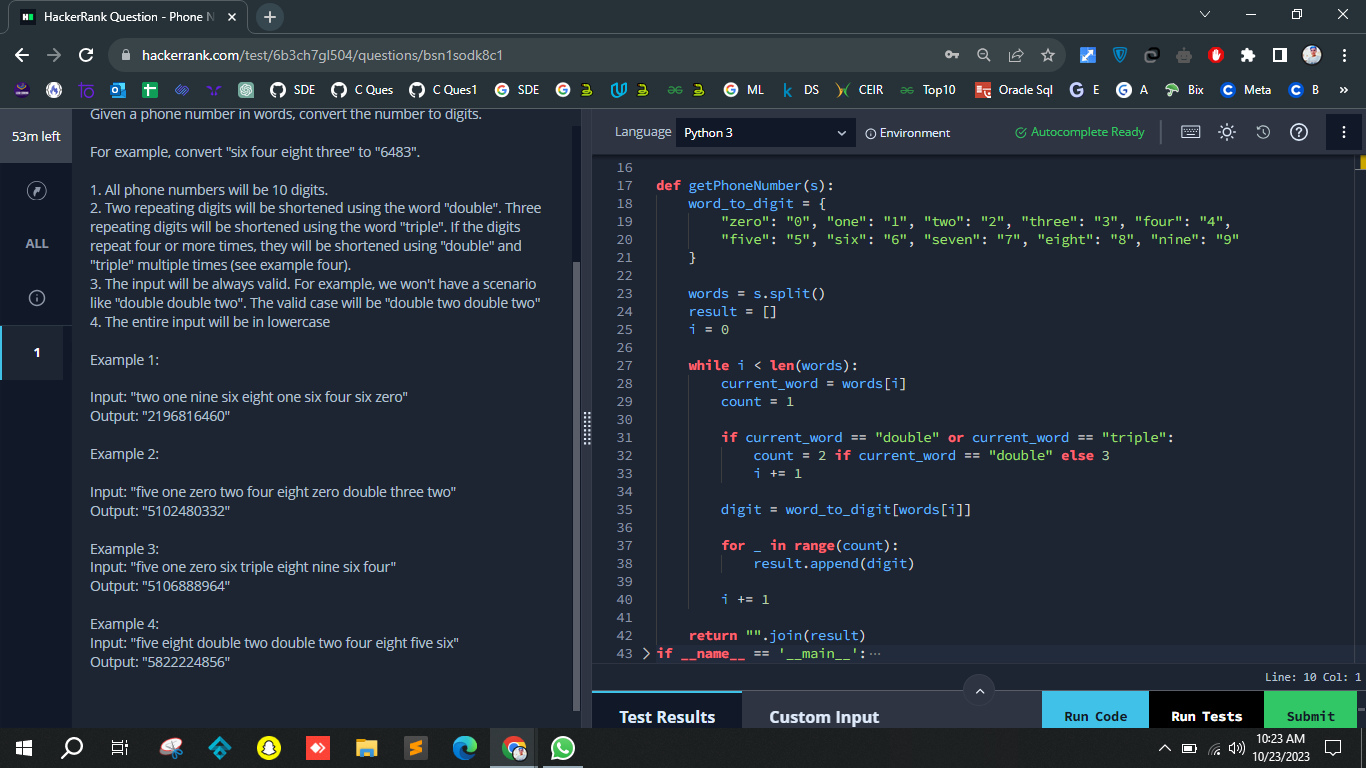 HackerRank Question - Phone N
hackerrank.com/test/6b3ch7gl504/questions/bsn1sodk8c1
SDE
C Ques
C Ques1
SDE
ML
DS
CEIR
Top10
Oracle Sql
E
A
Bix
Meta
B
»
53m left
ALL
1
Given a phone number in words, convert the number to digits.
For example, convert "six four eight three" to "6483".
1. All phone numbers will be 10 digits.
2. Two repeating digits will be shortened using the word "double". Three
repeating digits will be shortened using the word "triple". If the digits
repeat four or more times, they will be shortened using "double" and
"triple" multiple times (see example four).
3. The input will be always valid. For example, we won't have a scenario
like "double double two". The valid case will be "double two double two"
4. The entire input will be in lowercase
Example 1:
Input: "two one nine six eight one six four six zero"
Output: "2196816460"
Example 2:
Input: "five one zero two four eight zero double three two"
Output: "5102480332"
Example 3:
Input: "five one zero six triple eight nine six four"
Output: "5106888964"
Example 4:
Input: "five eight double two double two four eight five six"
Output: "5822224856"
Language Python 3 Environment Autocomplete Ready
16
17 def getPhoneNumber(s):
18 word_to_digit = {
19 "zero": "0", "one": "1", "two": "2", "three": "3", "four": "4",
20 "five": "5", "six": "6", "seven": "7", "eight": "8", "nine": "9"
21 }
22
23 words = s.split()
24 result = []
25 i = 0
26
27 while i < len(words):
28 current_word = words[i]
29 count = 1
30
31 if current_word == "double" or current_word == "triple":
32 count = 2 if current_word == "double" else 3
33 i += 1
34
35 digit = word_to_digit[words[i]]
36
37 for _ in range(count):
38 result.append(digit)
39
40 i += 1
41
42 return "".join(result)
43 if __name__ == '__main__':
Line: 10 Col: 1
Test Results
Custom Input
Run Code
Run Tests
Submit
10:23 AM
10/23/2023